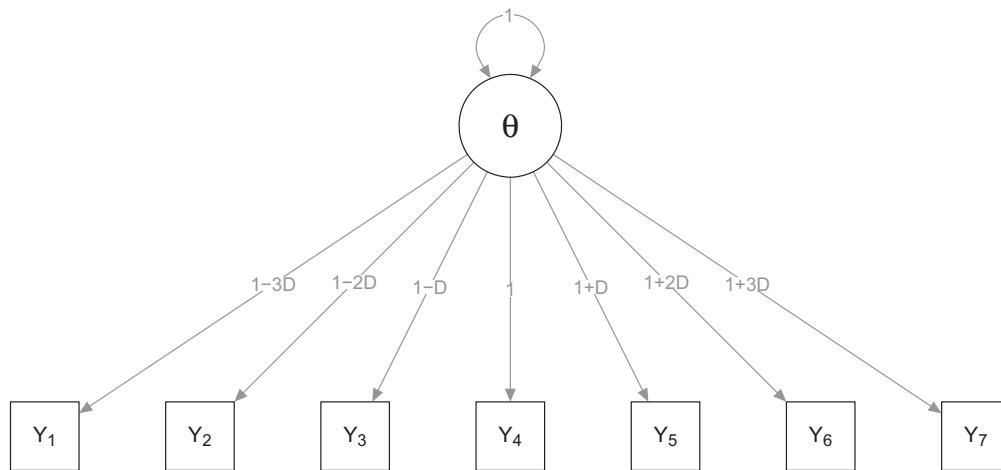 1
θ
1−3D 1−2D 1−D 1 1+D 1+2D 1+3D
Y₁ Y₂ Y₃ Y₄ Y₅ Y₆ Y₇